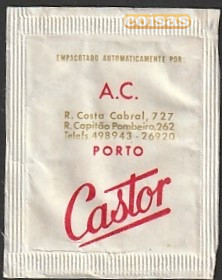 coisas
EMPACOTADO AUTOMATICAMENTE POR:
A.C.
R. Costa Cabral, 727
R. Capitão Pombeiro, 262
Telefs. 498943 - 26920
PORTO
Castor